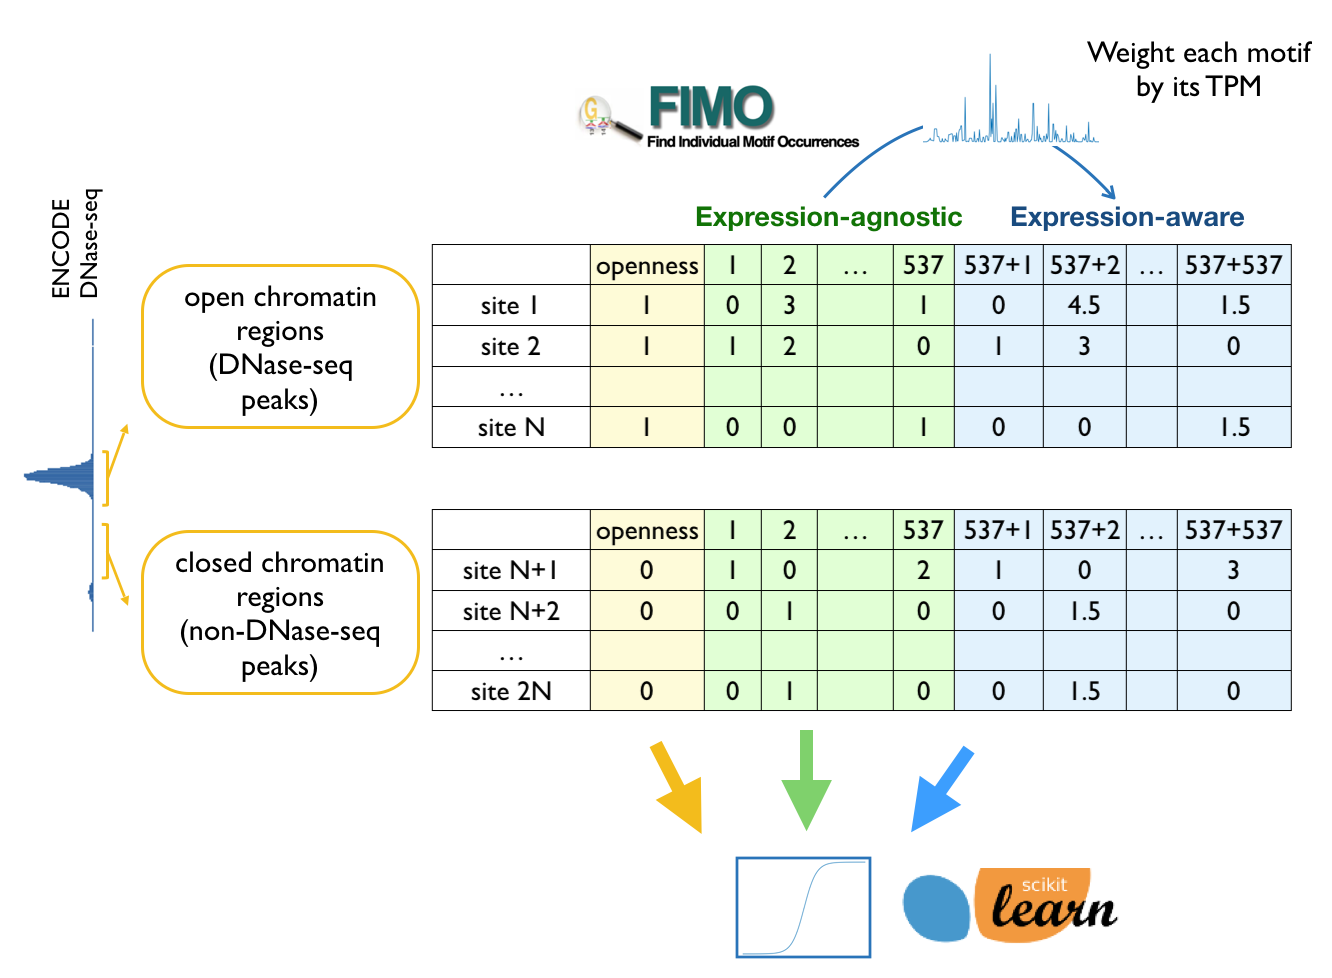 Weight each motif
by its TPM
FIMO
Find Individual Motif Occurrences
ENCODE
DNase-seq
Expression-agnostic Expression-aware
open chromatin
regions
(DNase-seq
peaks)
openness 1 2 … 537 537+1 537+2 … 537+537
site 1 1 0 3 1 0 4.5 1.5
site 2 1 1 2 0 1 3 0
…
site N 1 0 0 1 0 0 1.5
closed chromatin
regions
(non-DNase-seq
peaks)
openness 1 2 … 537 537+1 537+2 … 537+537
site N+1 0 1 0 2 1 0 3
site N+2 0 0 1 0 0 1.5 0
…
site 2N 0 0 1 0 0 1.5 0
scikit
learn